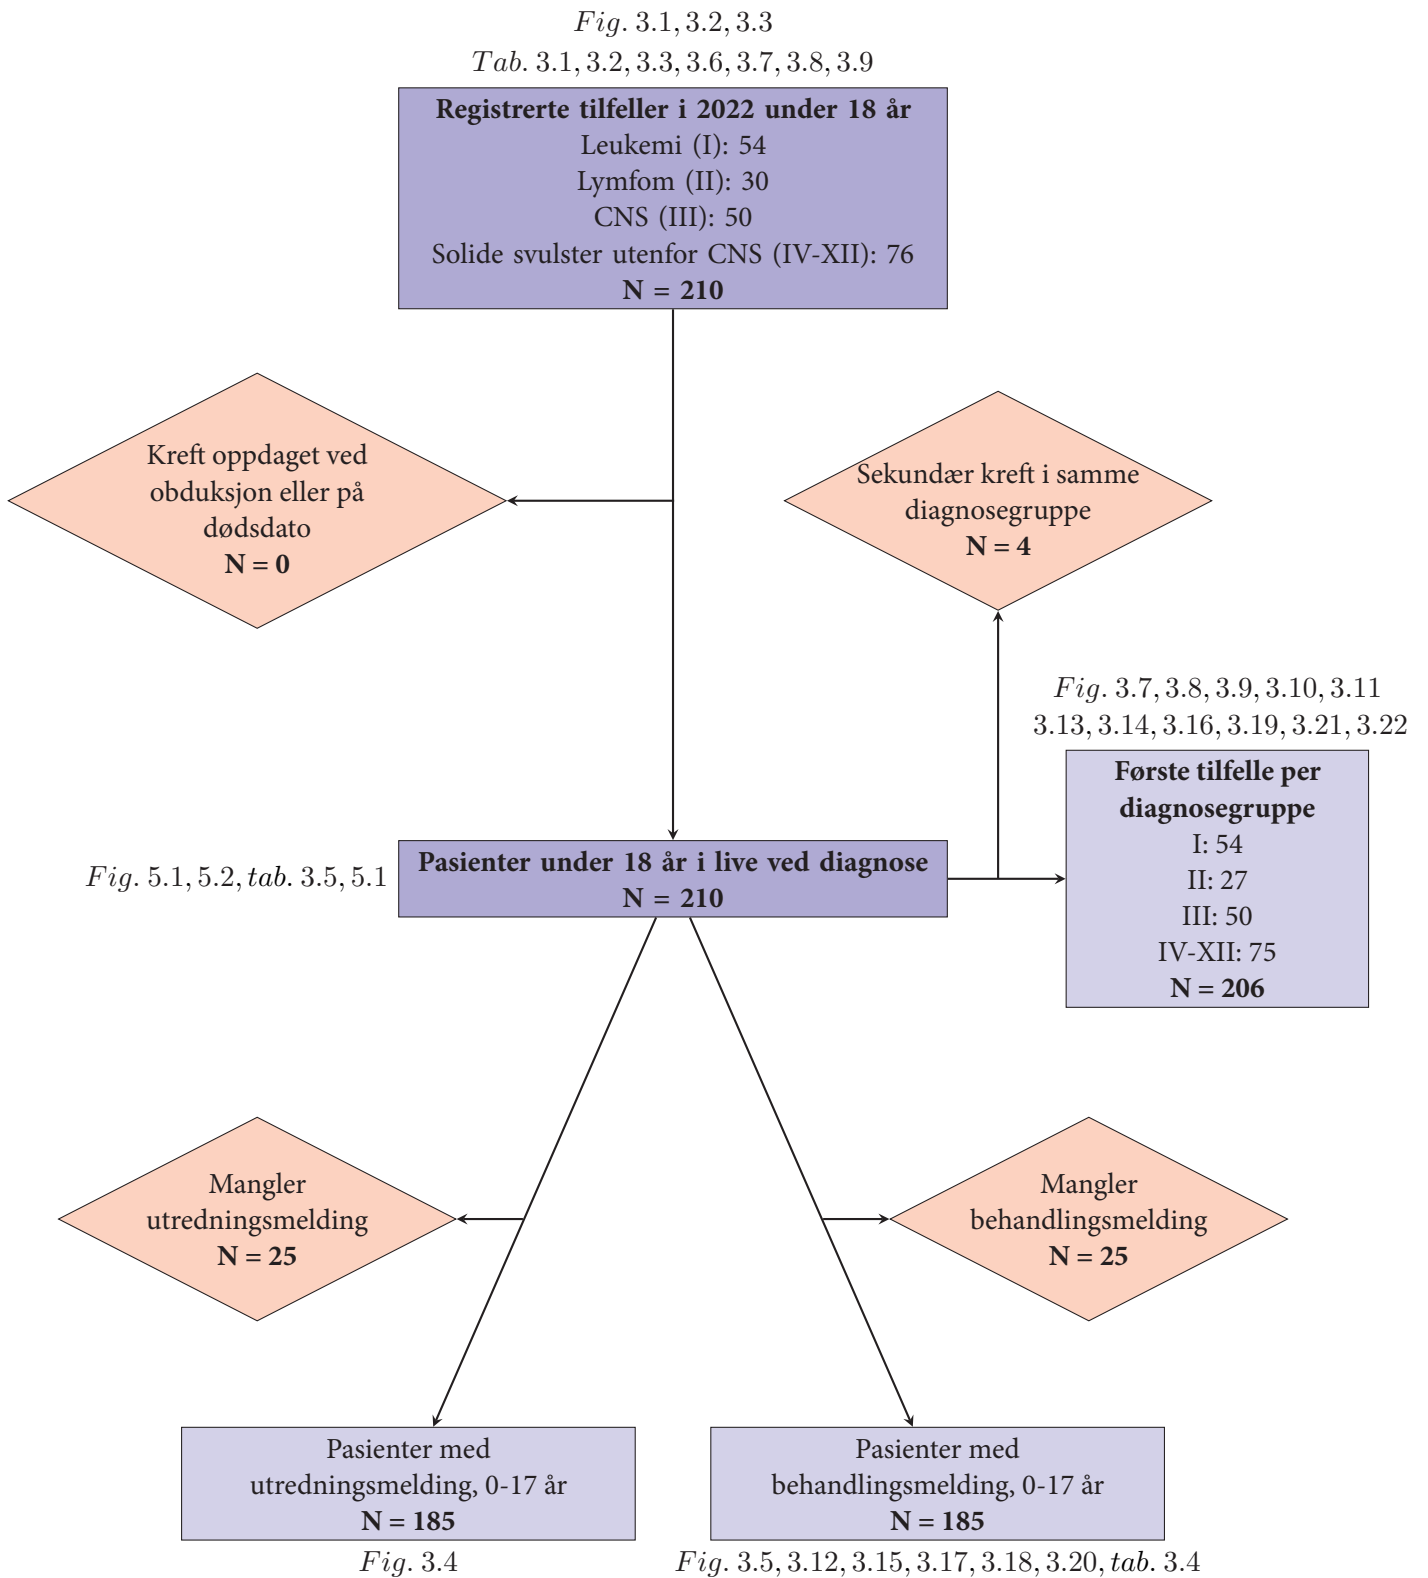 Fig. 3.1, 3.2, 3.3
Tab. 3.1, 3.2, 3.3, 3.6, 3.7, 3.8, 3.9
Registrerte tilfeller i 2022 under 18 år
Leukemi (I): 54
Lymfom (II): 30
CNS (III): 50
Solide svulster utenfor CNS (IV-XII): 76
N = 210
Kreft oppdaget ved
obduksjon eller på
dødsdato
N = 0
Sekundær kreft i samme
diagnosegruppe
N = 4
Fig. 3.7, 3.8, 3.9, 3.10, 3.11
3.13, 3.14, 3.16, 3.19, 3.21, 3.22
Første tilfelle per
diagnosegruppe
I: 54
II: 27
III: 50
IV-XII: 75
N = 206
Fig. 5.1, 5.2, tab. 3.5, 5.1
Pasienter under 18 år i live ved diagnose
N = 210
Mangler
utredningsmelding
N = 25
Mangler
behandlingsmelding
N = 25
Pasienter med
utredningsmelding, 0-17 år
N = 185
Fig. 3.4
Pasienter med
behandlingsmelding, 0-17 år
N = 185
Fig. 3.5, 3.12, 3.15, 3.17, 3.18, 3.20, tab. 3.4